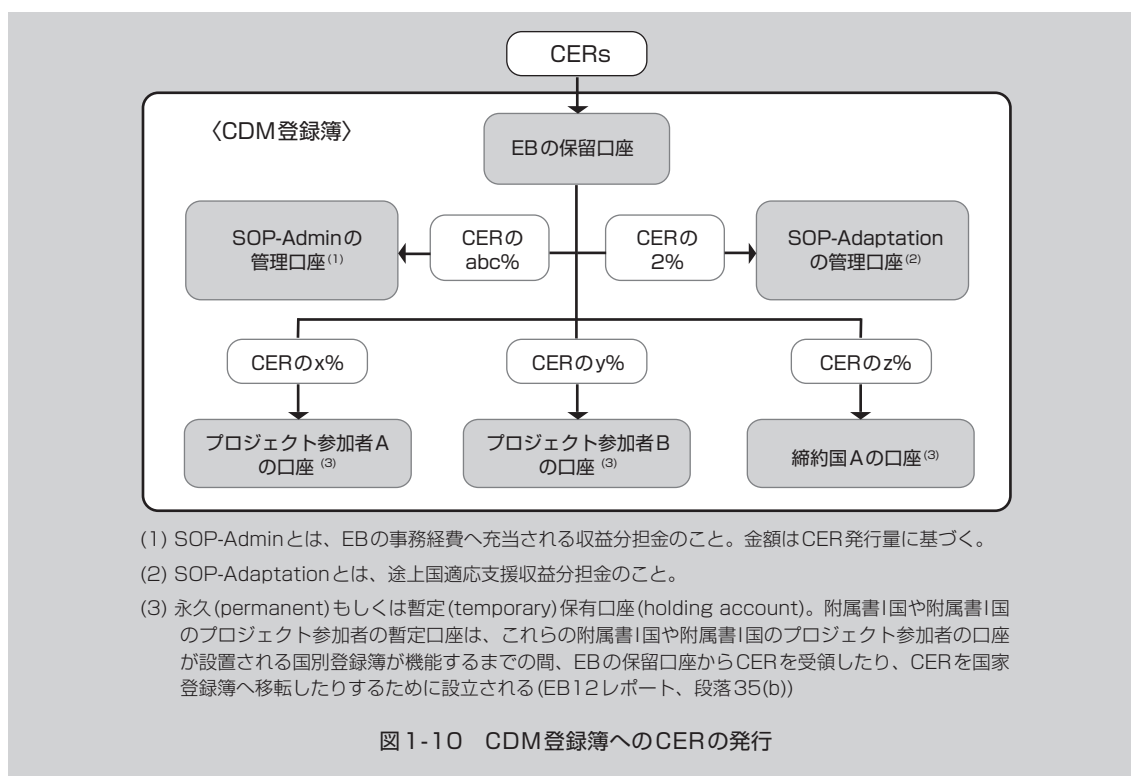 CERs
〈CDM登録簿〉
EBの保留口座
SOP-Adminの
管理口座(1)
CERの
abc%
CERの
2%
SOP-Adaptation
の管理口座(2)
CERのx%
CERのy%
CERのz%
プロジェクト参加者A
の口座(3)
プロジェクト参加者B
の口座(3)
締約国Aの口座(3)
(1) SOP-Adminとは、EBの事務経費へ充当される収益分担金のこと。金額はCER発行量に基づく。
(2) SOP-Adaptationとは、途上国適応支援収益分担金のこと。
(3) 永久(permanent)もしくは暫定(temporary)保有口座(holding account)。附属書I国や附属書I国
のプロジェクト参加者の暫定口座は、これらの附属書I国や附属書I国のプロジェクト参加者の口座
が設置される国別登録簿が機能するまでの間、EBの保留口座からCERを受領したり、CERを国家
登録簿へ移転したりするために設立される(EB12レポート、段落35(b))
図1-10 CDM登録簿へのCERの発行